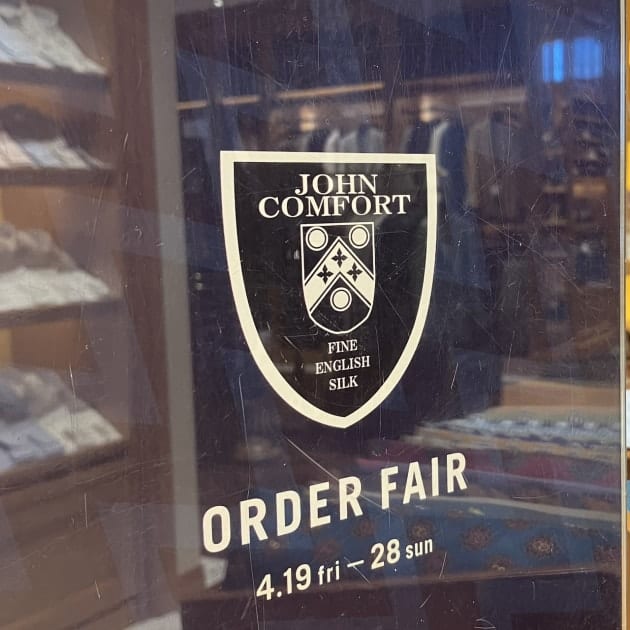 JOHN
COMFORT
FINE
ENGLISH
SILK
ORDER FAIR
4.19 fri – 28 sun